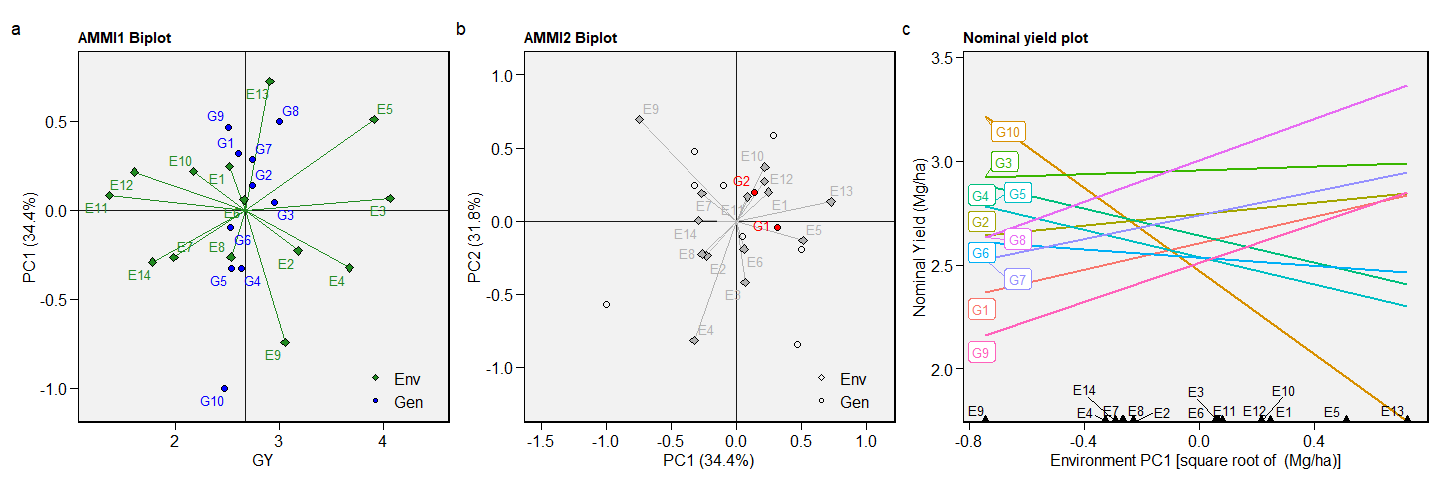 a
AMMI1 Biplot
PC1 (34.4%)
0.5
0.0
-0.5
-1.0
2
3
4
GY
E13
E5
G9
G8
G1
G7
E10
E1
G2
E12
E11
E6
G3
E3
G6
E7
E8
E2
E14
G5
G4
E4
E9
G10
Env
Gen
b
AMMI2 Biplot
PC2 (31.8%)
1.0
0.5
0.0
-0.5
-1.0
-1.5
-1.0
-0.5
0.0
0.5
1.0
PC1 (34.4%)
E9
E10
G2
E12
E13
E7
E11
E1
E14
G1
E5
E8
E2
E6
E3
E4
Env
Gen
c
Nominal yield plot
Nominal Yield (Mg/ha)
3.5
3.0
2.5
2.0
G10
G3
G4
G5
G2
G8
G6
G7
G1
G9
E14
E3
E10
E9
E4
E7
E8
E2
E6
E11
E12
E1
E5
E13
-0.8
-0.4
0.0
0.4
Environment PC1 [square root of (Mg/ha)]